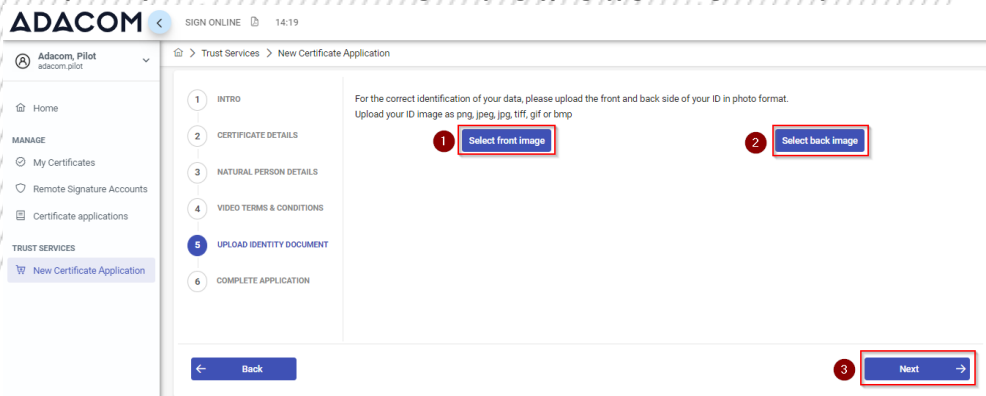 ADACOM
SIGN ONLINE 14:19
Adacom, Pilot
adacom.pilot
Trust Services > New Certificate Application
Home
MANAGE
My Certificates
Remote Signature Accounts
Certificate applications
TRUST SERVICES
New Certificate Application
1 INTRO
2 CERTIFICATE DETAILS
3 NATURAL PERSON DETAILS
4 VIDEO TERMS & CONDITIONS
5 UPLOAD IDENTITY DOCUMENT
6 COMPLETE APPLICATION
For the correct identification of your data, please upload the front and back side of your ID in photo format.
Upload your ID image as png, jpeg, jpg, tiff, gif or bmp
1 Select front image
2 Select back image
Back
3 Next